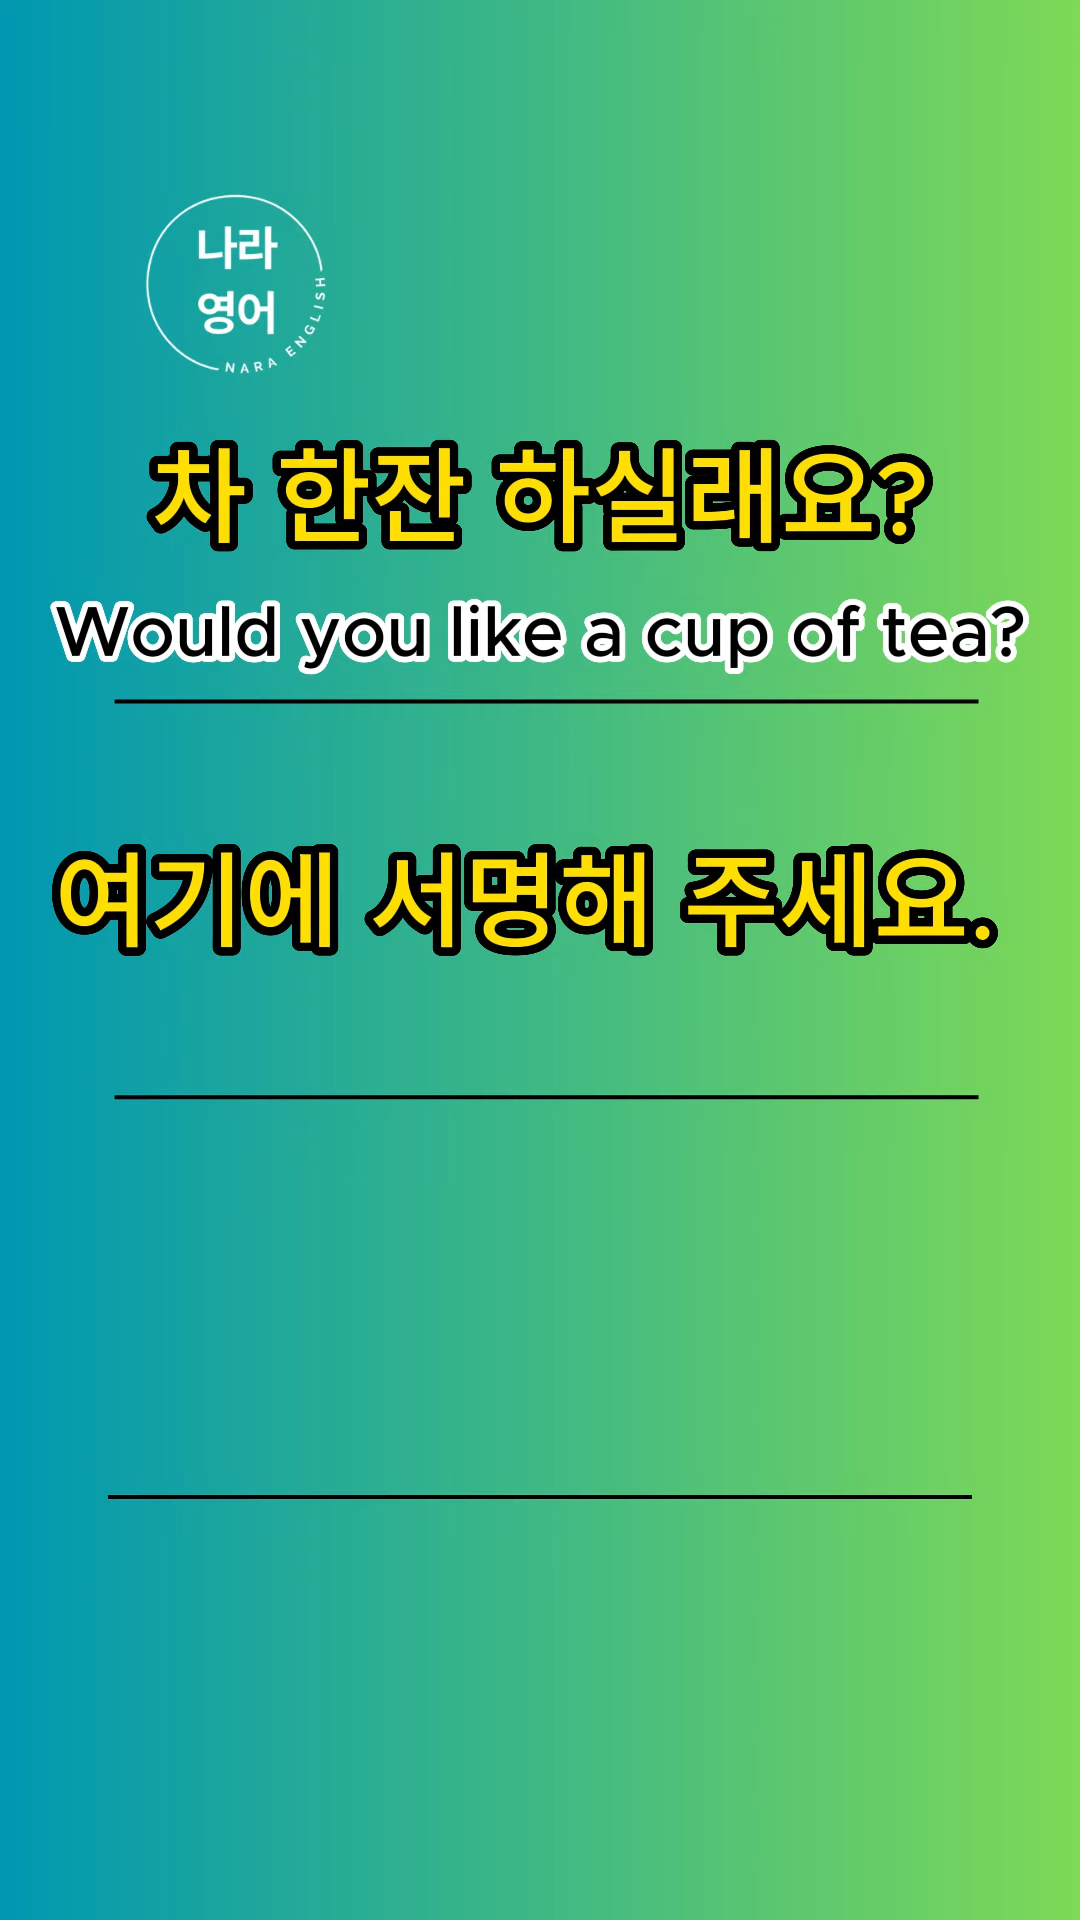 나라
영어
NARA ENGLISH
차 한잔 하실래요?
Would you like a cup of tea?
여기에 서명해 주세요.